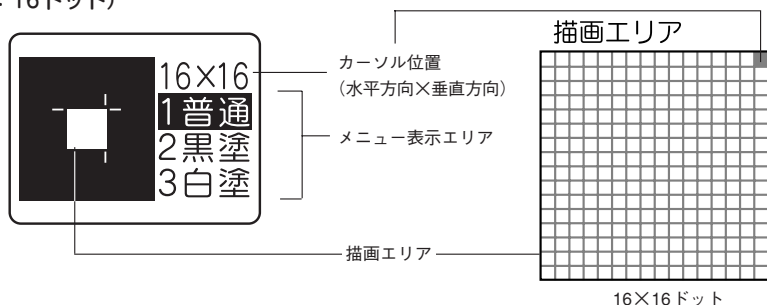 ：16ドット）
描画エリア
16×16
1普通
2黒塗
3白塗
カーソル位置
（水平方向×垂直方向）
メニュー表示エリア
描画エリア
16×16ドット